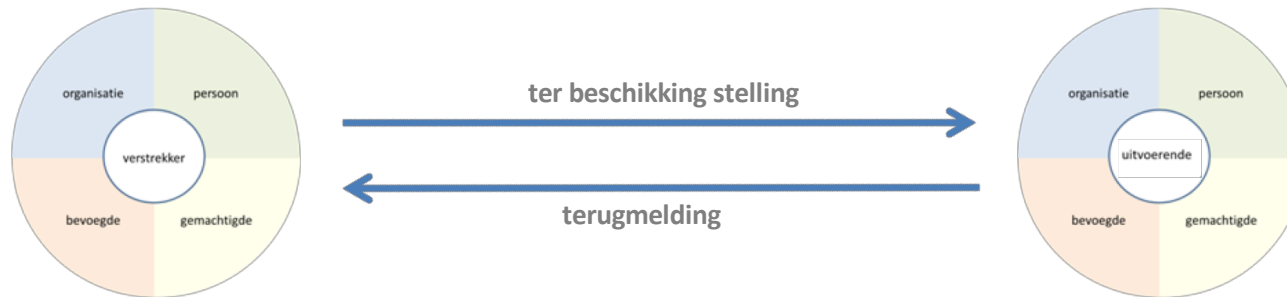 organisatie
persoon
verstrekker
bevoegde
gemachtigde
ter beschikking stelling
terugmelding
organisatie
persoon
uitvoerende
bevoegde
gemachtigde